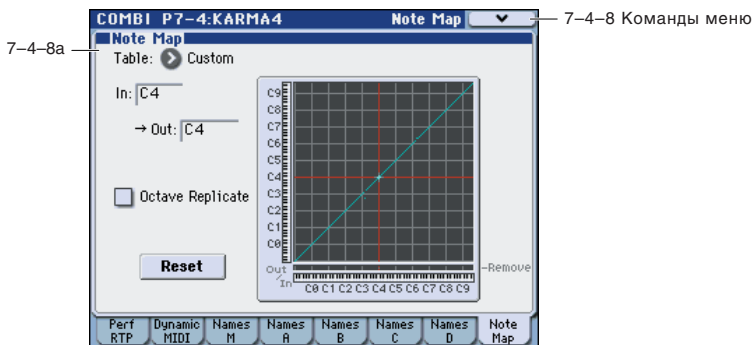 COMBI P7-4:KARMA4 Note Map
7–4–8 Команды меню
Note Map
7–4–8a
Table: Custom
In: C4
→ Out: C4
Octave Replicate
Reset
C9
C8
C7
C6
C5
C4
C3
C2
C1
C0
Out
/In
-Remove
C0 C1 C2 C3 C4 C5 C6 C7 C8 C9
Perf RTP
Dynamic MIDI
Names M
Names A
Names B
Names C
Names D
Note Map